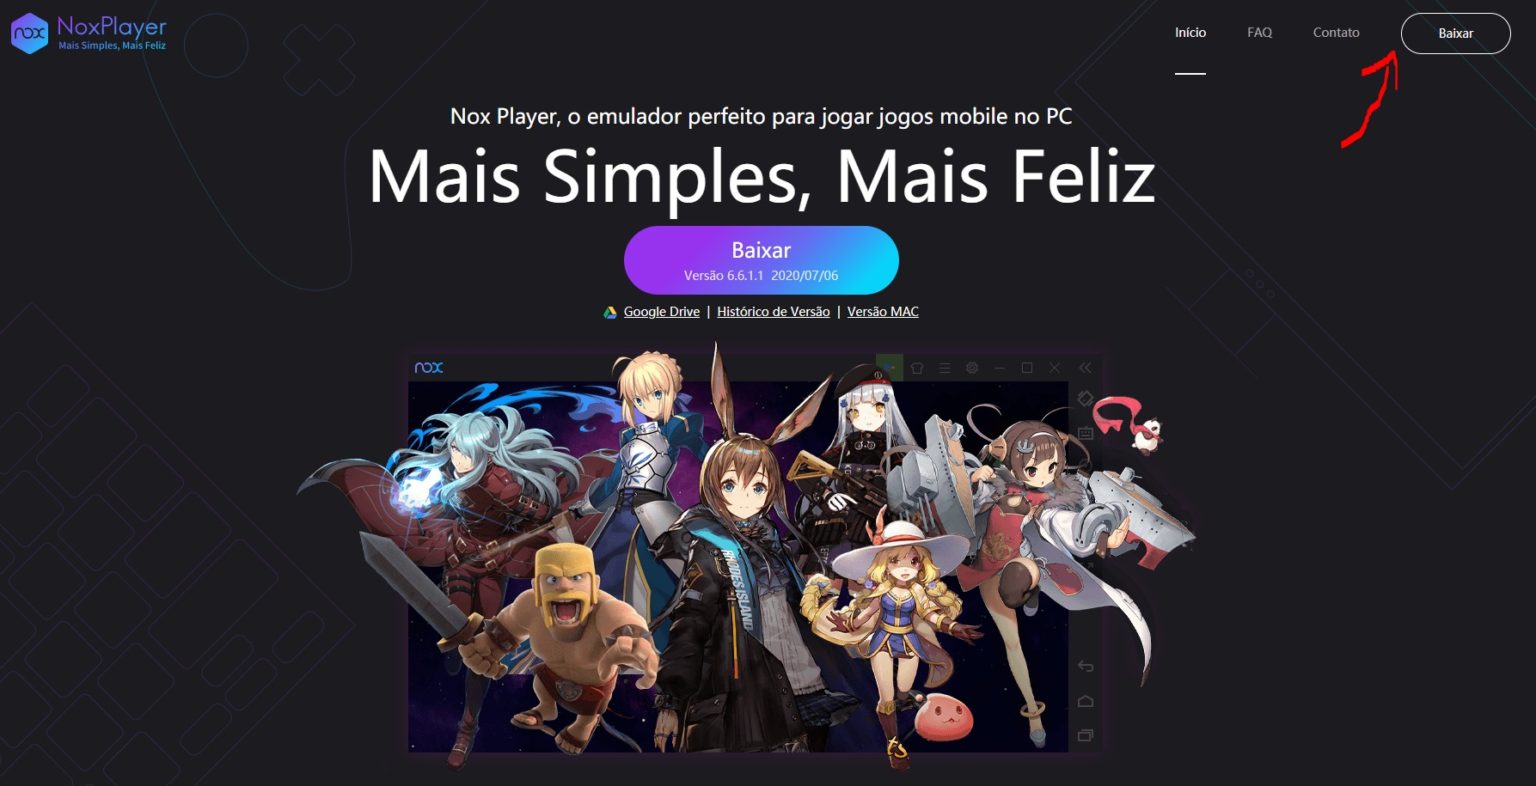 nox NoxPlayer
Mais Simples, Mais Feliz
Início FAQ Contato Baixar
Nox Player, o emulador perfeito para jogar jogos mobile no PC
Mais Simples, Mais Feliz
Baixar
Versão 6.6.1.1 2020/07/06
Google Drive | Histórico de Versão | Versão MAC
nox
RHODES ISLAND